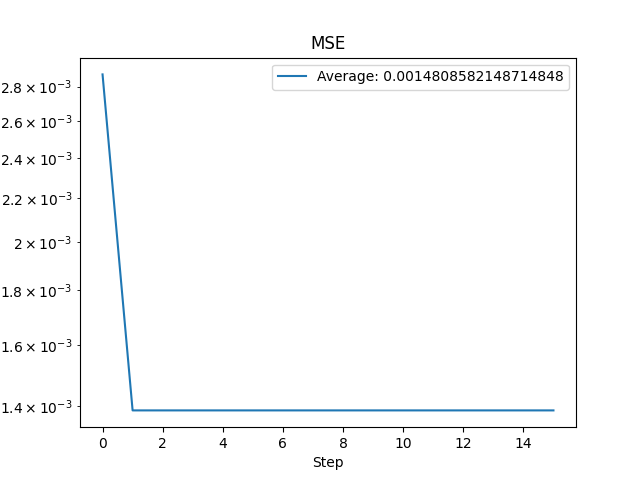 MSE
Average: 0.0014808582148714848
2.8 × 10⁻³
2.6 × 10⁻³
2.4 × 10⁻³
2.2 × 10⁻³
2 × 10⁻³
1.8 × 10⁻³
1.6 × 10⁻³
1.4 × 10⁻³
0 2 4 6 8 10 12 14
Step